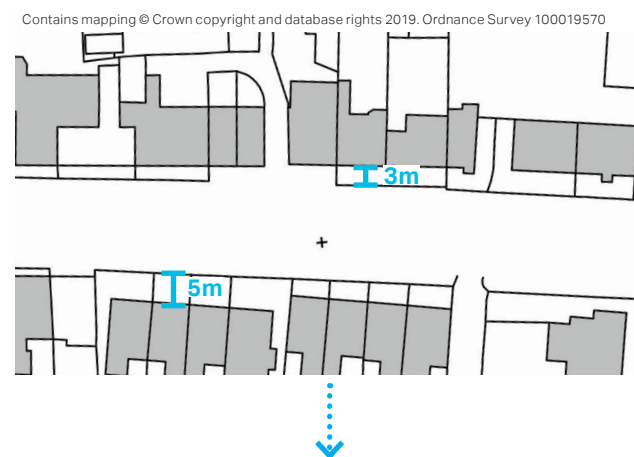 Contains mapping © Crown copyright and database rights 2019. Ordnance Survey 100019570
3m
5m